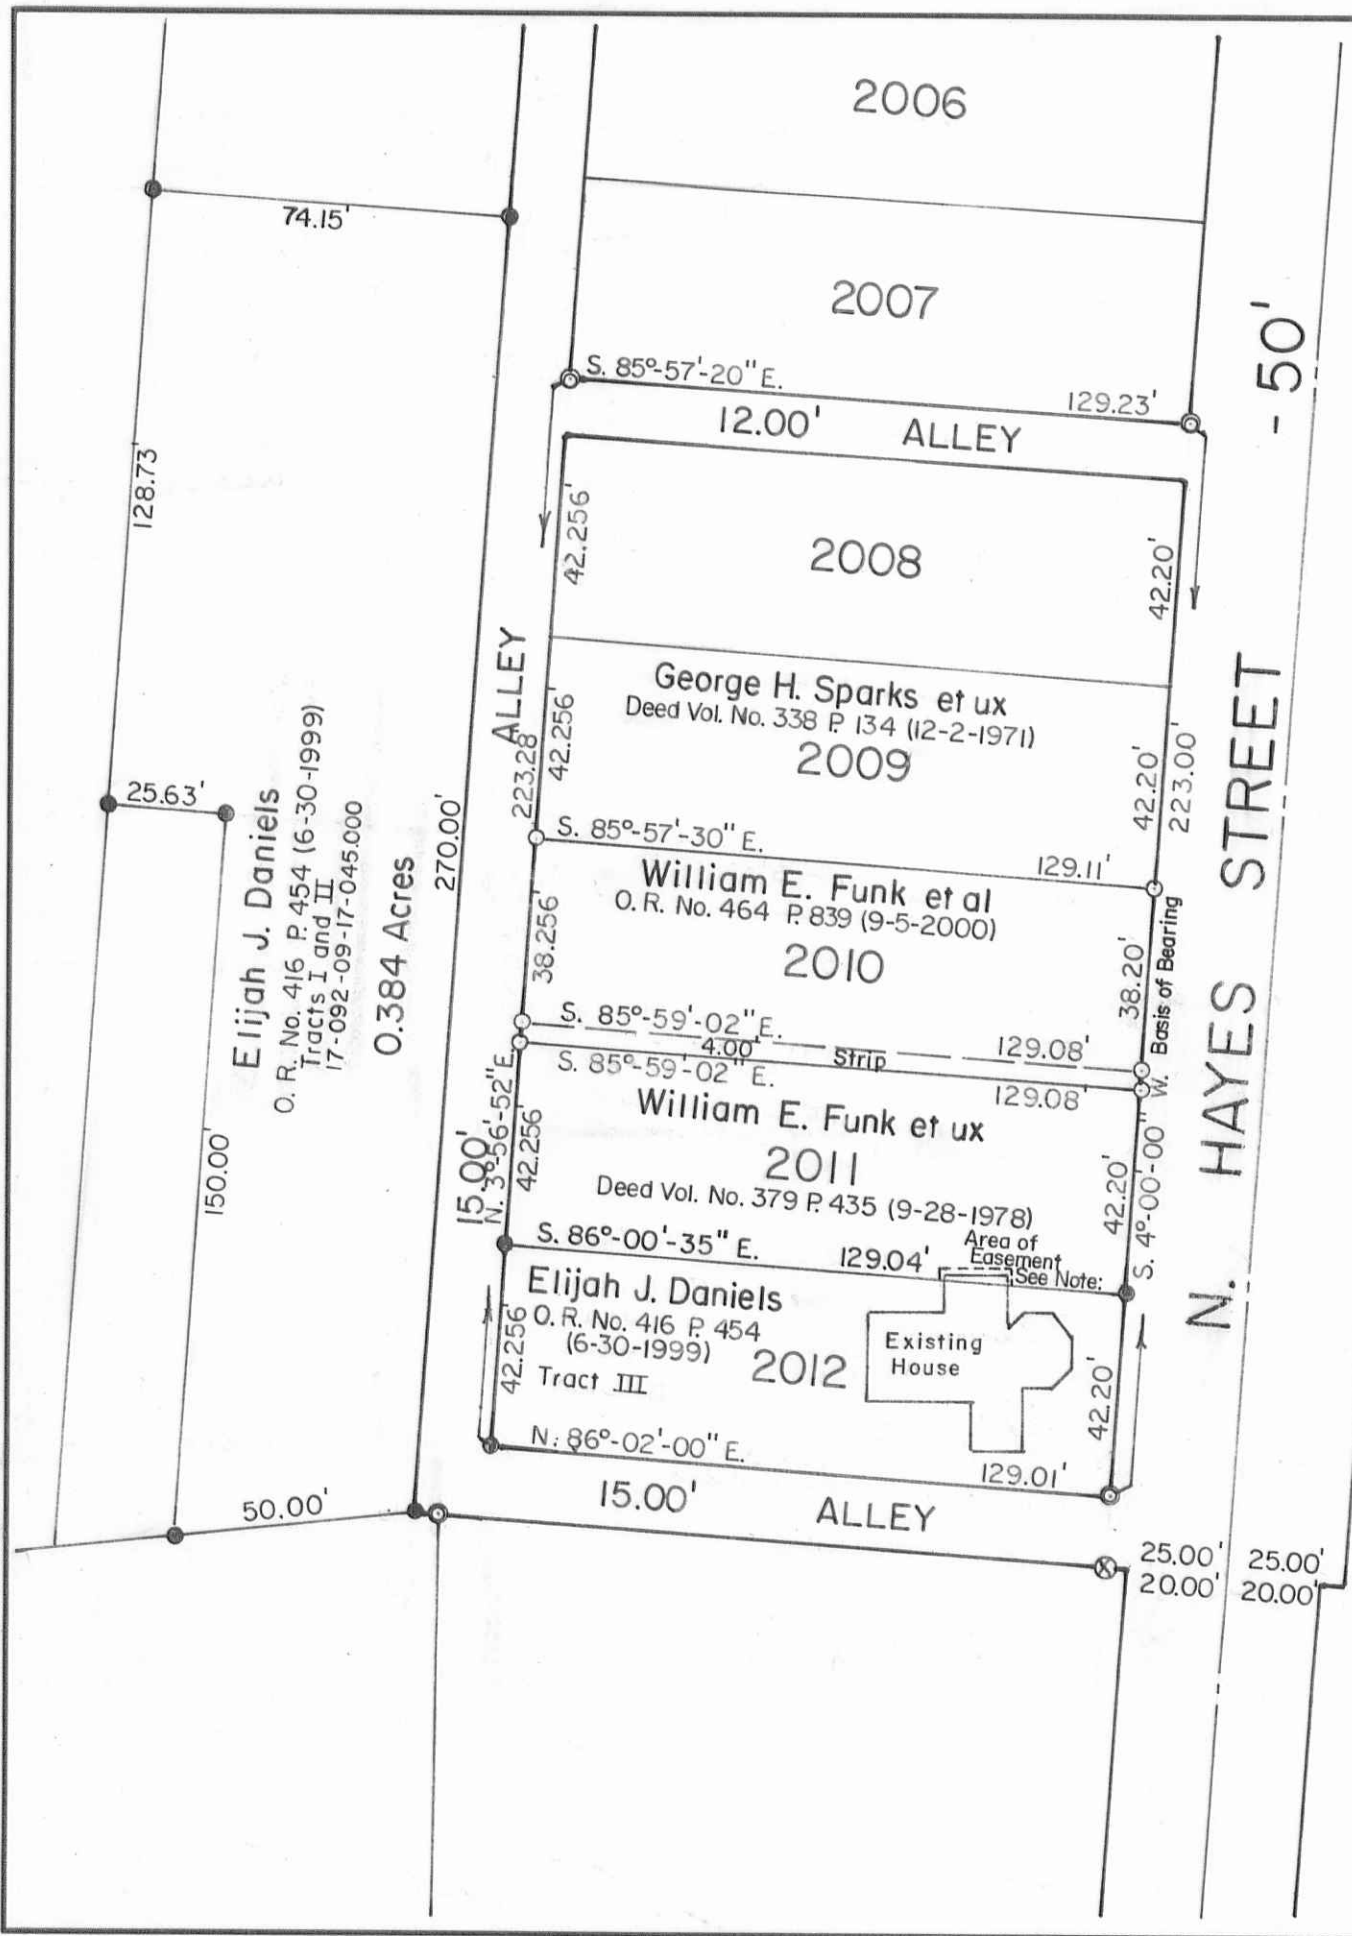 2006
74.15'
2007
S. 85°-57'-20" E.
129.23'
12.00' ALLEY
- 50'
128.73'
42.256'
2008
42.20'
ALLEY
George H. Sparks et ux
Deed Vol. No. 338 P. 134 (12-2-1971)
2009
42.256'
223.28'
42.20'
223.00'
N. HAYES STREET
25.63'
Elijah J. Daniels
O. R. No. 416 P. 454 (6-30-1999)
Tracts I and II
17-092-09-17-045.000
0.384 Acres
270.00'
S. 85°-57'-30" E.
129.11'
William E. Funk et al
O. R. No. 464 P. 839 (9-5-2000)
2010
38.256'
38.20'
S. 4°-00'-00" W. Basis of Bearing
S. 85°-59'-02" E.
129.08'
4.00' Strip
S. 85°-59'-02" E.
129.08'
N. 3°-56'-52" E.
15.00'
150.00'
William E. Funk et ux
2011
Deed Vol. No. 379 P. 435 (9-28-1978)
42.256'
42.20'
S. 86°-00'-35" E.
129.04'
Area of
Easement
See Note:
Elijah J. Daniels
O. R. No. 416 P. 454
(6-30-1999)
Tract III
2012
Existing
House
42.256'
42.20'
N. 86°-02'-00" E.
129.01'
50.00'
15.00' ALLEY
25.00' 25.00'
20.00' 20.00'